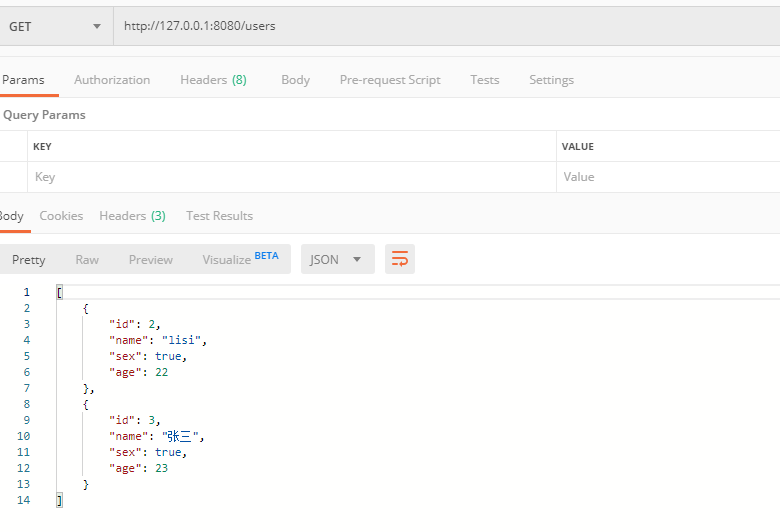 GET http://127.0.0.1:8080/users
Params Authorization Headers (8) Body Pre-request Script Tests Settings
Query Params
KEY VALUE
Key Value
Body Cookies Headers (3) Test Results
Pretty Raw Preview Visualize BETA JSON
1 [
2 {
3 "id": 2,
4 "name": "lisi",
5 "sex": true,
6 "age": 22
7 },
8 {
9 "id": 3,
10 "name": "张三",
11 "sex": true,
12 "age": 23
13 }
14 ]